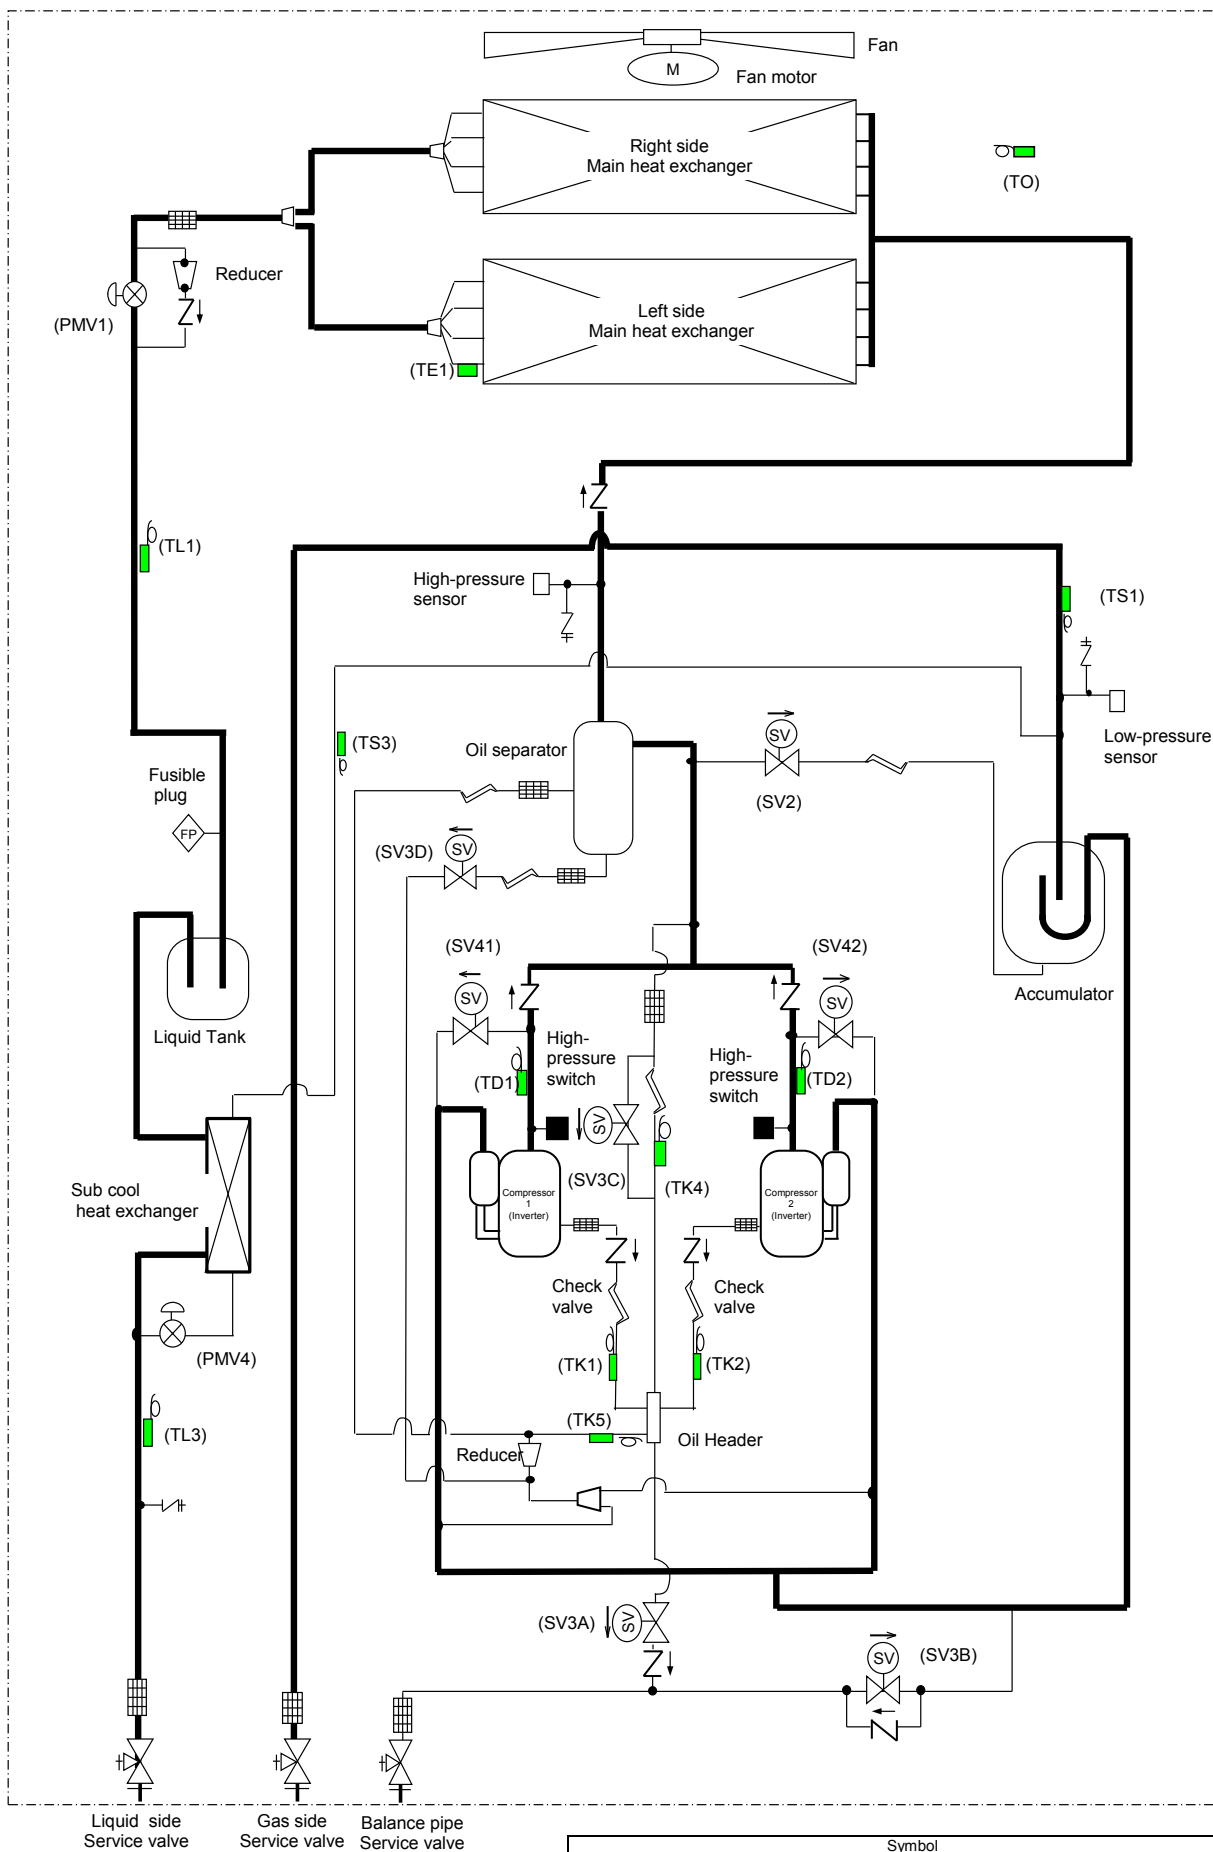 Fan
M
Fan motor
Right side
Main heat exchanger
(TO)
Reducer
(PMV1)
Left side
Main heat exchanger
(TE1)
(TL1)
High-pressure
sensor
(TS1)
(TS3)
Oil separator
SV
(SV2)
Low-pressure
sensor
Fusible
plug
FP
(SV3D)
SV
(SV41)
(SV42)
SV
SV
Accumulator
Liquid Tank
High-
pressure
switch
High-
pressure
switch
(TD1)
(TD2)
SV
(SV3C)
(TK4)
Compressor
1
(Inverter)
Compressor
2
(Inverter)
Sub cool
heat exchanger
Check
valve
Check
valve
(PMV4)
(TK1)
(TK2)
(TL3)
(TK5)
Reducer
Oil Header
(SV3A)
SV
SV
(SV3B)
Liquid side
Service valve
Gas side
Service valve
Balance pipe
Service valve
Symbol